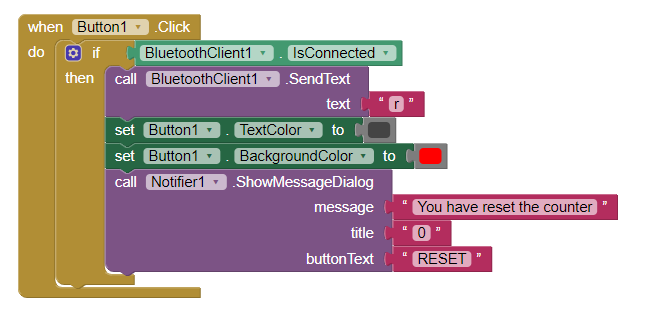 when Button1 .Click
do if BluetoothClient1 . IsConnected
then call BluetoothClient1 .SendText
text “ r ”
set Button1 . TextColor to
set Button1 . BackgroundColor to
call Notifier1 .ShowMessageDialog
message “ You have reset the counter ”
title “ 0 ”
buttonText “ RESET ”